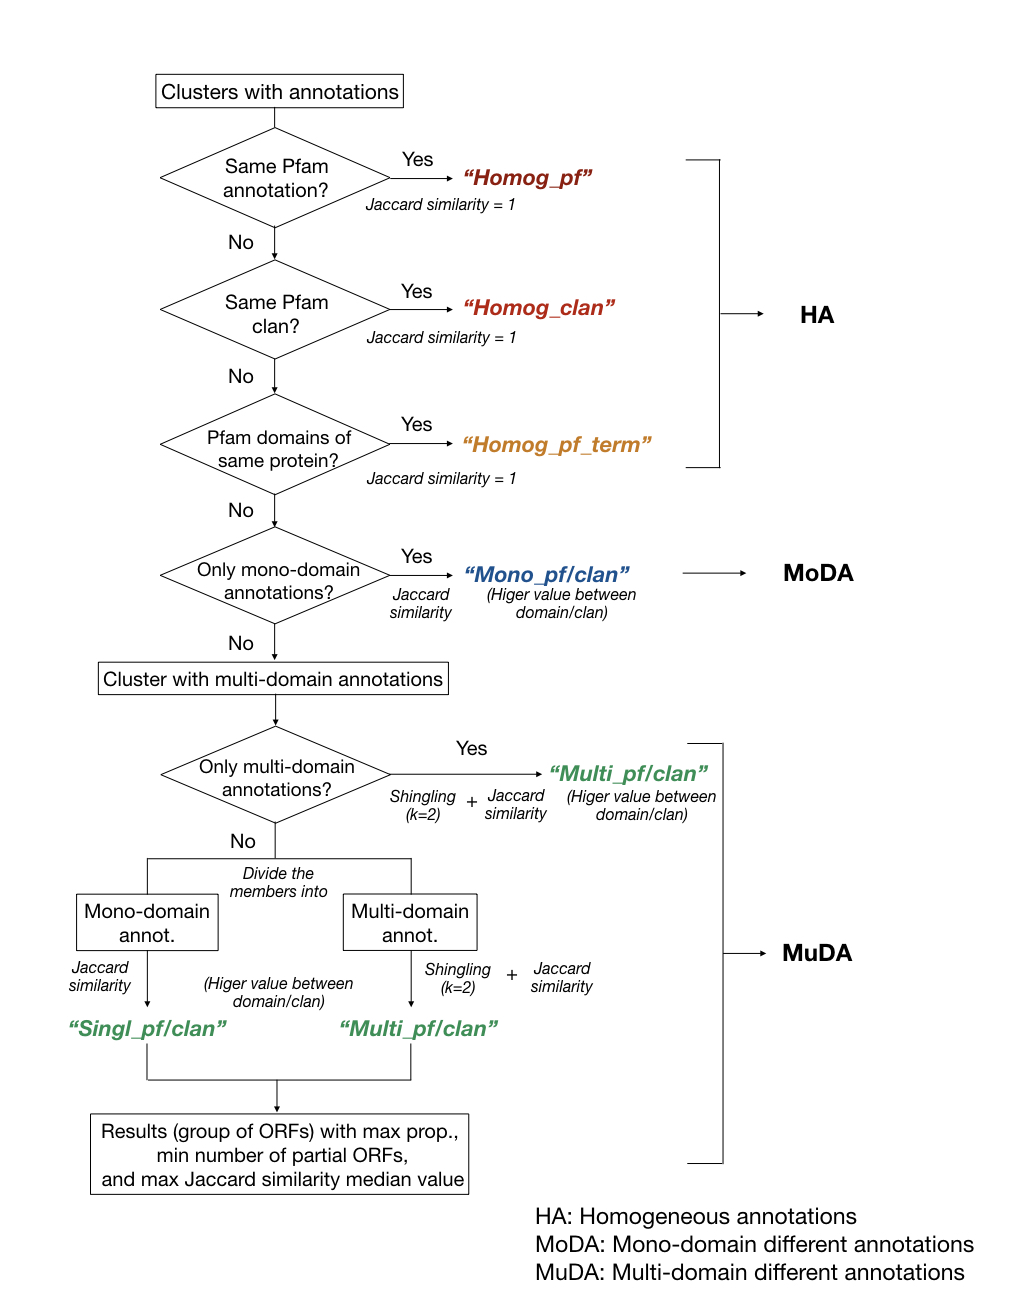 Clusters with annotations
Same Pfam
annotation?
Yes
“Homog_pf”
Jaccard similarity = 1
No
Same Pfam
clan?
Yes
“Homog_clan”
Jaccard similarity = 1
HA
No
Pfam domains of
same protein?
Yes
“Homog_pf_term”
Jaccard similarity = 1
No
Only mono-domain
annotations?
Yes
Jaccard
similarity
“Mono_pf/clan”
(Higer value between
domain/clan)
MoDA
No
Cluster with multi-domain annotations
Only multi-domain
annotations?
Yes
Shingling
(k=2)
+
Jaccard
similarity
“Multi_pf/clan”
(Higer value between
domain/clan)
No
Divide the
members into
Mono-domain
annot.
Multi-domain
annot.
MuDA
Jaccard
similarity
(Higer value between
domain/clan)
Shingling
(k=2)
+
Jaccard
similarity
“Singl_pf/clan”
“Multi_pf/clan”
Results (group of ORFs) with max prop.,
min number of partial ORFs,
and max Jaccard similarity median value
HA: Homogeneous annotations
MoDA: Mono-domain different annotations
MuDA: Multi-domain different annotations